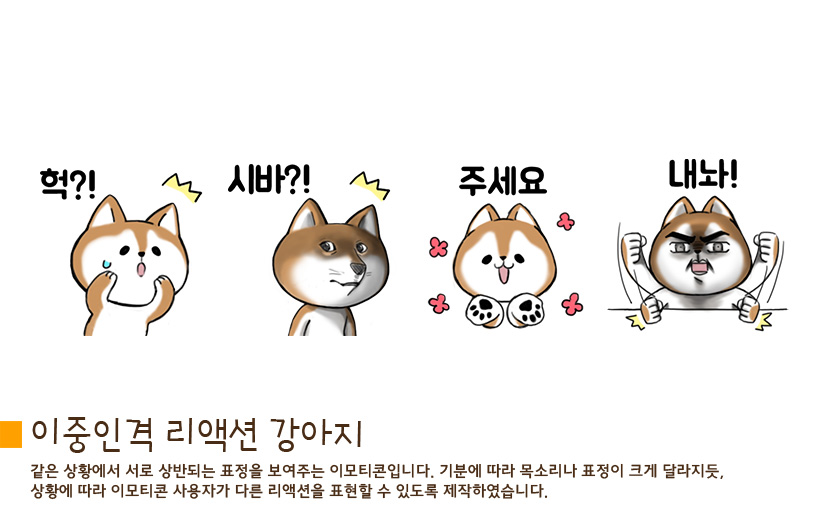 헉?!
시바?!
주세요
내놔!
이중인격 리액션 강아지
같은 상황에서 서로 상반되는 표정을 보여주는 이모티콘입니다. 기분에 따라 목소리나 표정이 크게 달라지듯,
상황에 따라 이모티콘 사용자가 다른 리액션을 표현할 수 있도록 제작하였습니다.